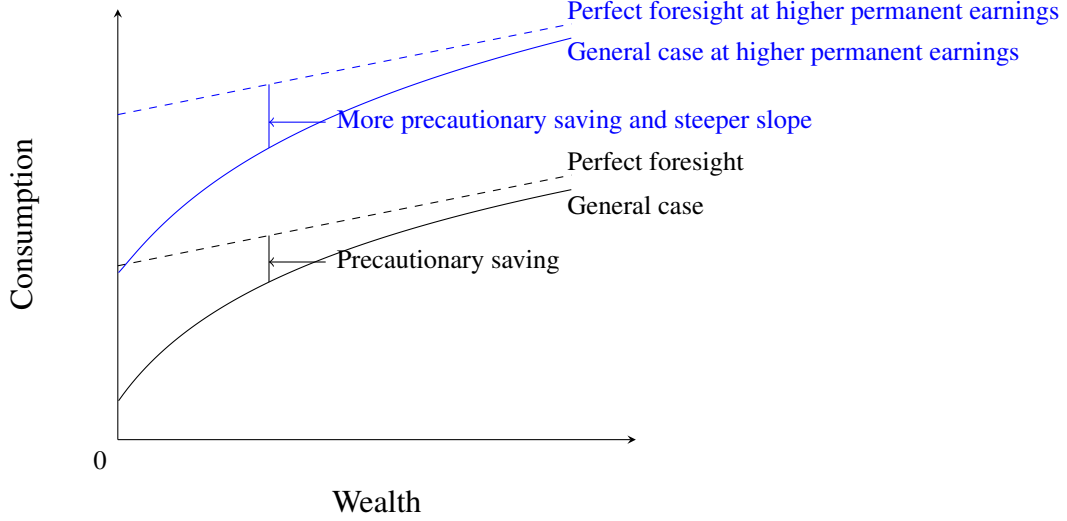 Perfect foresight at higher permanent earnings
General case at higher permanent earnings
More precautionary saving and steeper slope
Perfect foresight
General case
Precautionary saving
Consumption
0
Wealth